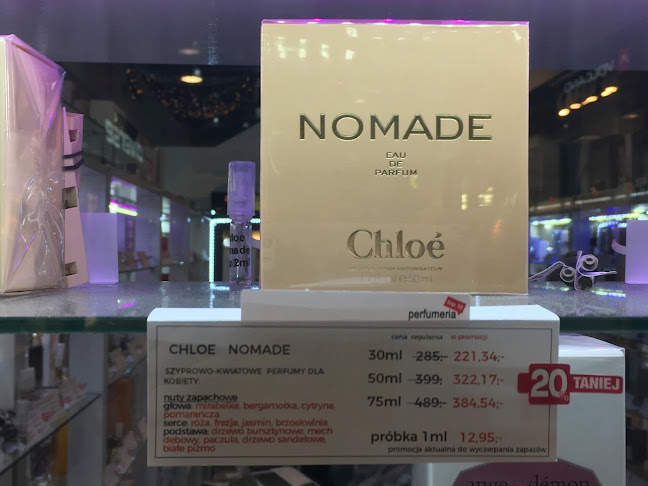 NOMADE
EAU
DE
PARFUM
Chloé
50 ml
perfumeria
CHLOE NOMADE
SZYPROWO-KWIATOWE PERFUMY DLA
KOBIETY
nuty zapachowe
głowa: mirabelka, bergamotka, cytryna,
pomarańcza
serce: róża, frezja, jaśmin, brzoskwinia
podstawa: drzewo bursztynowe, mech
dębowy, paczula, drzewo sandałowe,
białe piżmo
cena regularna w promocji
30ml 285,- 221,34;-
50ml 399, 322,17;-
75ml 489,- 384,54;-
próbka 1ml 12,95;-
promocja aktualna do wyczerpania zapasów
20% TANIEJ